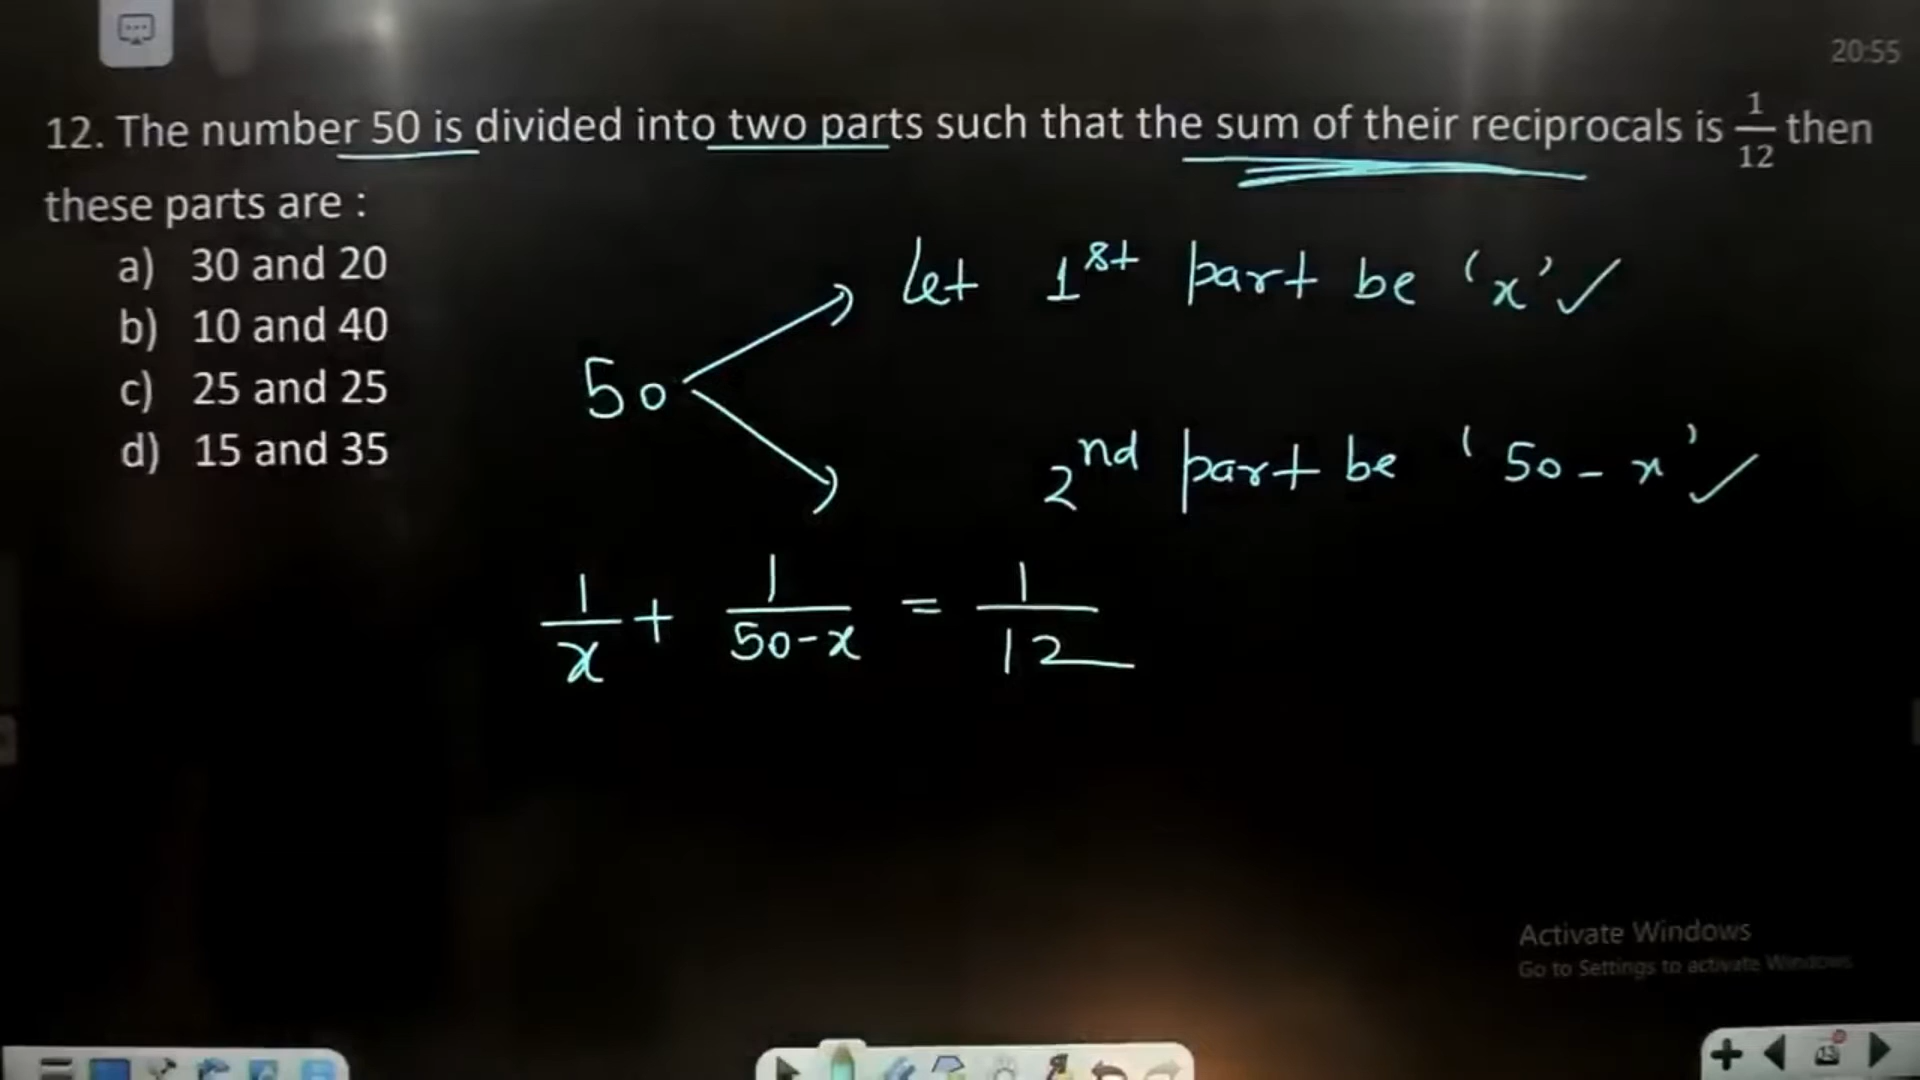 20:55
12. The number 50 is divided into two parts such that the sum of their reciprocals is 1/12 then
these parts are :
a) 30 and 20
b) 10 and 40
c) 25 and 25
d) 15 and 35
Let 1st part be 'x' ✓
50
2nd part be '50-x' ✓
1/x + 1/50-x = 1/12
Activate Windows
Go to Settings to activate Windows
13